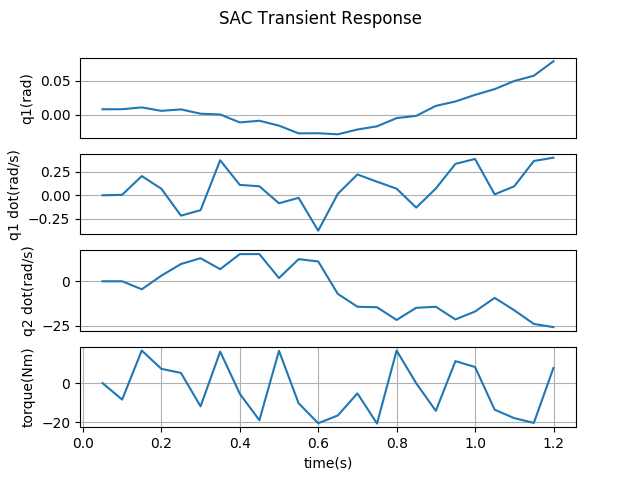 SAC Transient Response
q1(rad)
0.05
0.00
q1 dot(rad/s)
0.25
0.00
−0.25
q2 dot(rad/s)
0
−25
torque(Nm)
0
−20
0.0 0.2 0.4 0.6 0.8 1.0 1.2
time(s)